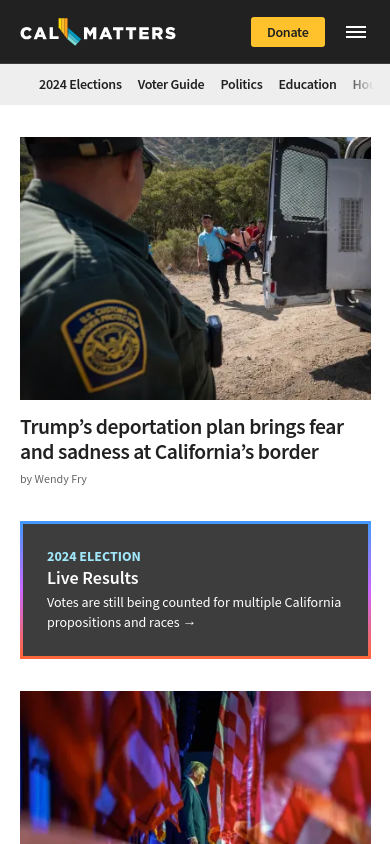 CAL MATTERS
Donate
2024 Elections Voter Guide Politics Education
U.S. CUSTOMS AND
BORDER PROTECTION
Trump’s deportation plan brings fear
and sadness at California’s border
by Wendy Fry
2024 ELECTION
Live Results
Votes are still being counted for multiple California
propositions and races →